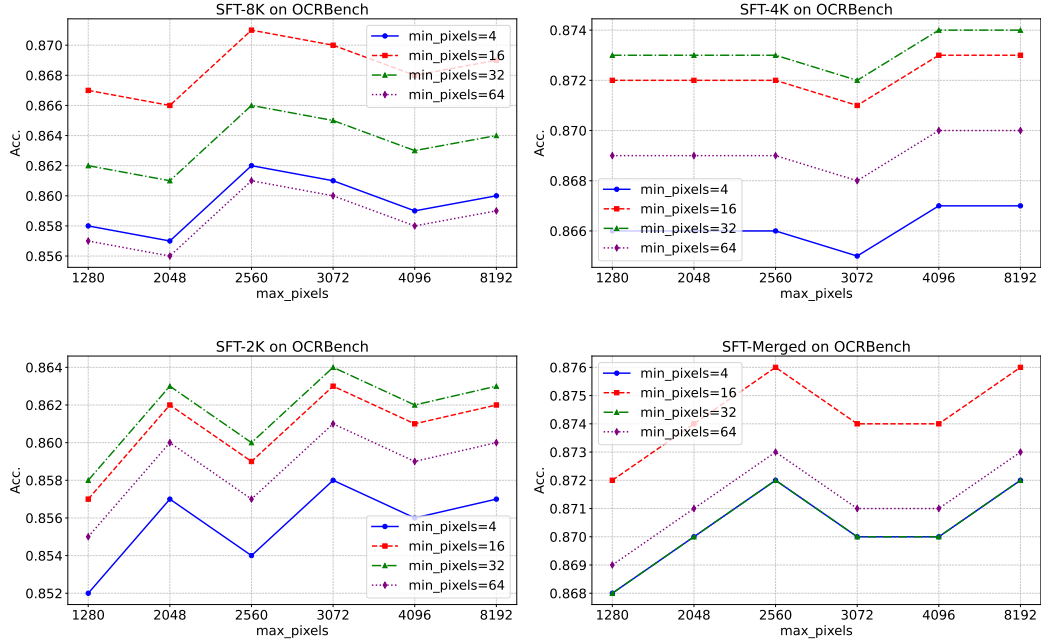 SFT-8K on OCRBench
Acc.
0.870
0.868
0.866
0.864
0.862
0.860
0.858
0.856
min_pixels=4
min_pixels=16
min_pixels=32
min_pixels=64
1280 2048 2560 3072 4096 8192
max_pixels
SFT-4K on OCRBench
Acc.
0.874
0.872
0.870
0.868
0.866
min_pixels=4
min_pixels=16
min_pixels=32
min_pixels=64
1280 2048 2560 3072 4096 8192
max_pixels
SFT-2K on OCRBench
Acc.
0.864
0.862
0.860
0.858
0.856
0.854
0.852
min_pixels=4
min_pixels=16
min_pixels=32
min_pixels=64
1280 2048 2560 3072 4096 8192
max_pixels
SFT-Merged on OCRBench
Acc.
0.876
0.875
0.874
0.873
0.872
0.871
0.870
0.869
0.868
min_pixels=4
min_pixels=16
min_pixels=32
min_pixels=64
1280 2048 2560 3072 4096 8192
max_pixels